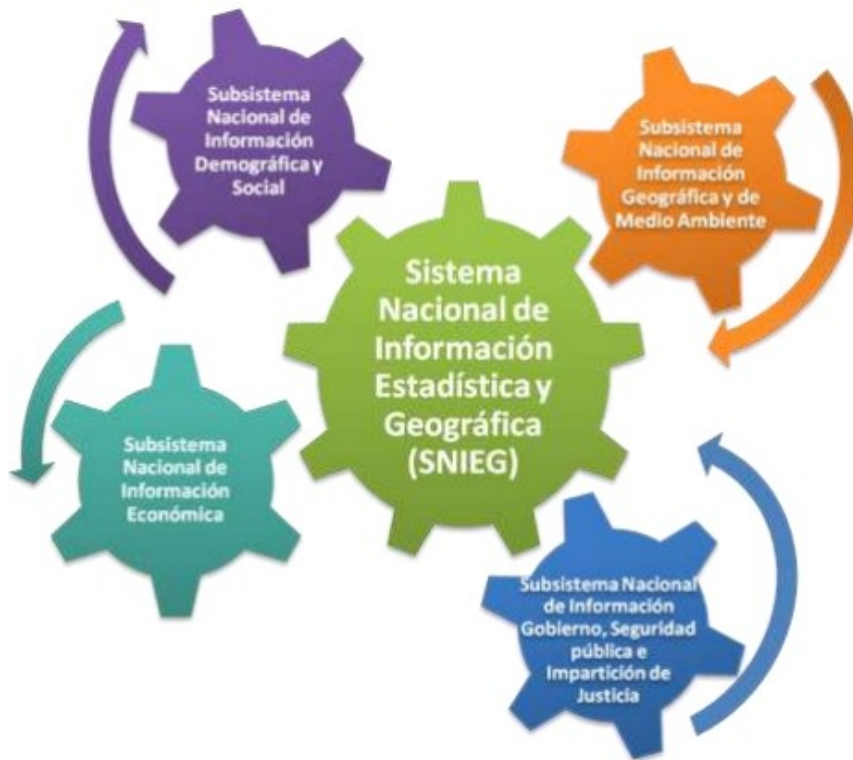 Subsistema
Nacional de
Información
Demográfica y
Social
Subsistema
Nacional de
Información
Geográfica y de
Medio Ambiente
Sistema
Nacional de
Información
Estadística y
Geográfica
(SNIEG)
Subsistema
Nacional de
Información
Económica
Subsistema Nacional
de Información
Gobierno, Seguridad
pública e
Impartición de
Justicia